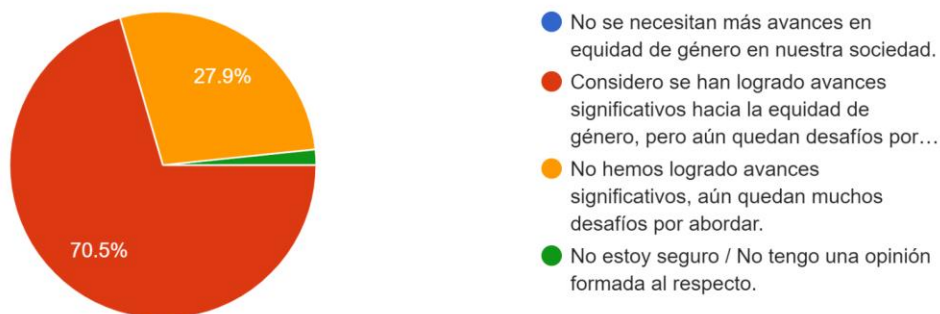 27.9%
70.5%
No se necesitan más avances en
equidad de género en nuestra sociedad.
Considero se han logrado avances
significativos hacia la equidad de
género, pero aún quedan desafíos por…
No hemos logrado avances
significativos, aún quedan muchos
desafíos por abordar.
No estoy seguro / No tengo una opinión
formada al respecto.